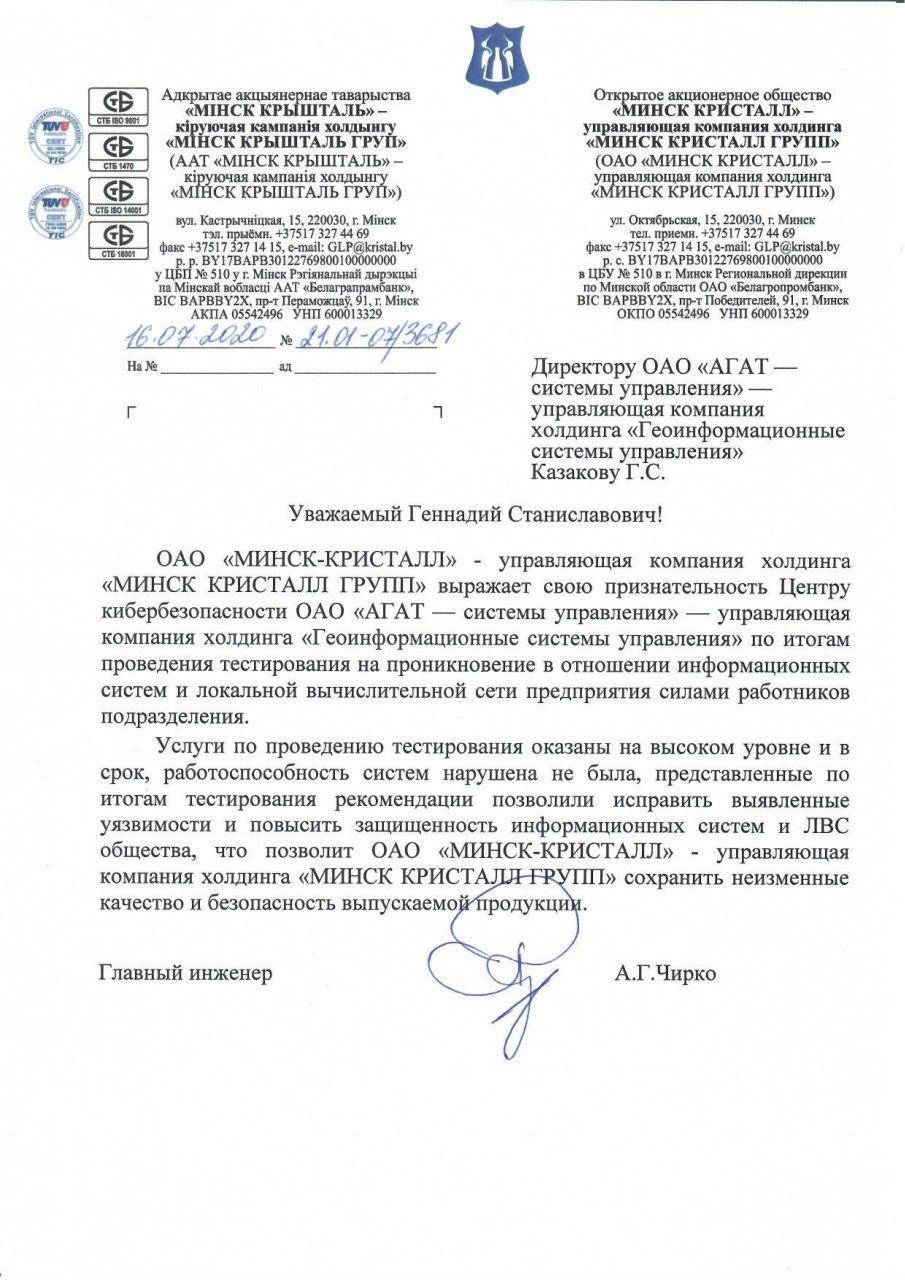 СТБ
СТБ ISO 9001
СТБ
СТБ 1470
СТБ
СТБ ISO 14001
СТБ
СТБ 18001
TUV International Certification
CERT
TIC
TUV International Certification
CERT
TIC
Адкрытае акцыянернае таварыства
«МІНСК КРЫШТАЛЬ» –
кіруючая кампанія холдынгу
«МІНСК КРЫШТАЛЬ ГРУП»
(ААТ «МІНСК КРЫШТАЛЬ» –
кіруючая кампанія холдынгу
«МІНСК КРЫШТАЛЬ ГРУП»)
вул. Кастрычніцкая, 15, 220030, г. Мінск
тэл. прыёмн. +37517 327 44 69
факс +37517 327 14 15, e-mail: GLP@kristal.by
р. р. BY17BAPB30122769800100000000
у ЦБП № 510 у г. Мінск Рэгіянальнай дырэкцыі
па Мінскай вобласці ААТ «Белаграпрамбанк»,
BIC BAPBBY2X, пр-т Пераможцаў, 91, г. Мінск
АКПА 05542496 УНП 600013329
16.07.2020 № 21.01-07/3681
На № ад
Открытое акционерное общество
«МИНСК КРИСТАЛЛ» –
управляющая компания холдинга
«МИНСК КРИСТАЛЛ ГРУПП»
(ОАО «МИНСК КРИСТАЛЛ» –
управляющая компания холдинга
«МИНСК КРИСТАЛЛ ГРУПП»)
ул. Октябрьская, 15, 220030, г. Минск
тел. приемн. +37517 327 44 69
факс +37517 327 14 15, e-mail: GLP@kristal.by
р. с. BY17BAPB30122769800100000000
в ЦБУ № 510 в г. Минск Региональной дирекции
по Минской области ОАО «Белагропромбанк»,
BIC BAPBBY2X, пр-т Победителей, 91, г. Минск
ОКПО 05542496 УНП 600013329
Директору ОАО «АГАТ —
системы управления» —
управляющая компания
холдинга «Геоинформационные
системы управления»
Казакову Г.С.
Уважаемый Геннадий Станиславович!
ОАО «МИНСК-КРИСТАЛЛ» - управляющая компания холдинга
«МИНСК КРИСТАЛЛ ГРУПП» выражает свою признательность Центру
кибербезопасности ОАО «АГАТ — системы управления» — управляющая
компания холдинга «Геоинформационные системы управления» по итогам
проведения тестирования на проникновение в отношении информационных
систем и локальной вычислительной сети предприятия силами работников
подразделения.
Услуги по проведению тестирования оказаны на высоком уровне и в
срок, работоспособность систем нарушена не была, представленные по
итогам тестирования рекомендации позволили исправить выявленные
уязвимости и повысить защищенность информационных систем и ЛВС
общества, что позволит ОАО «МИНСК-КРИСТАЛЛ» - управляющая
компания холдинга «МИНСК КРИСТАЛЛ ГРУПП» сохранить неизменные
качество и безопасность выпускаемой продукции.
Главный инженер А.Г.Чирко